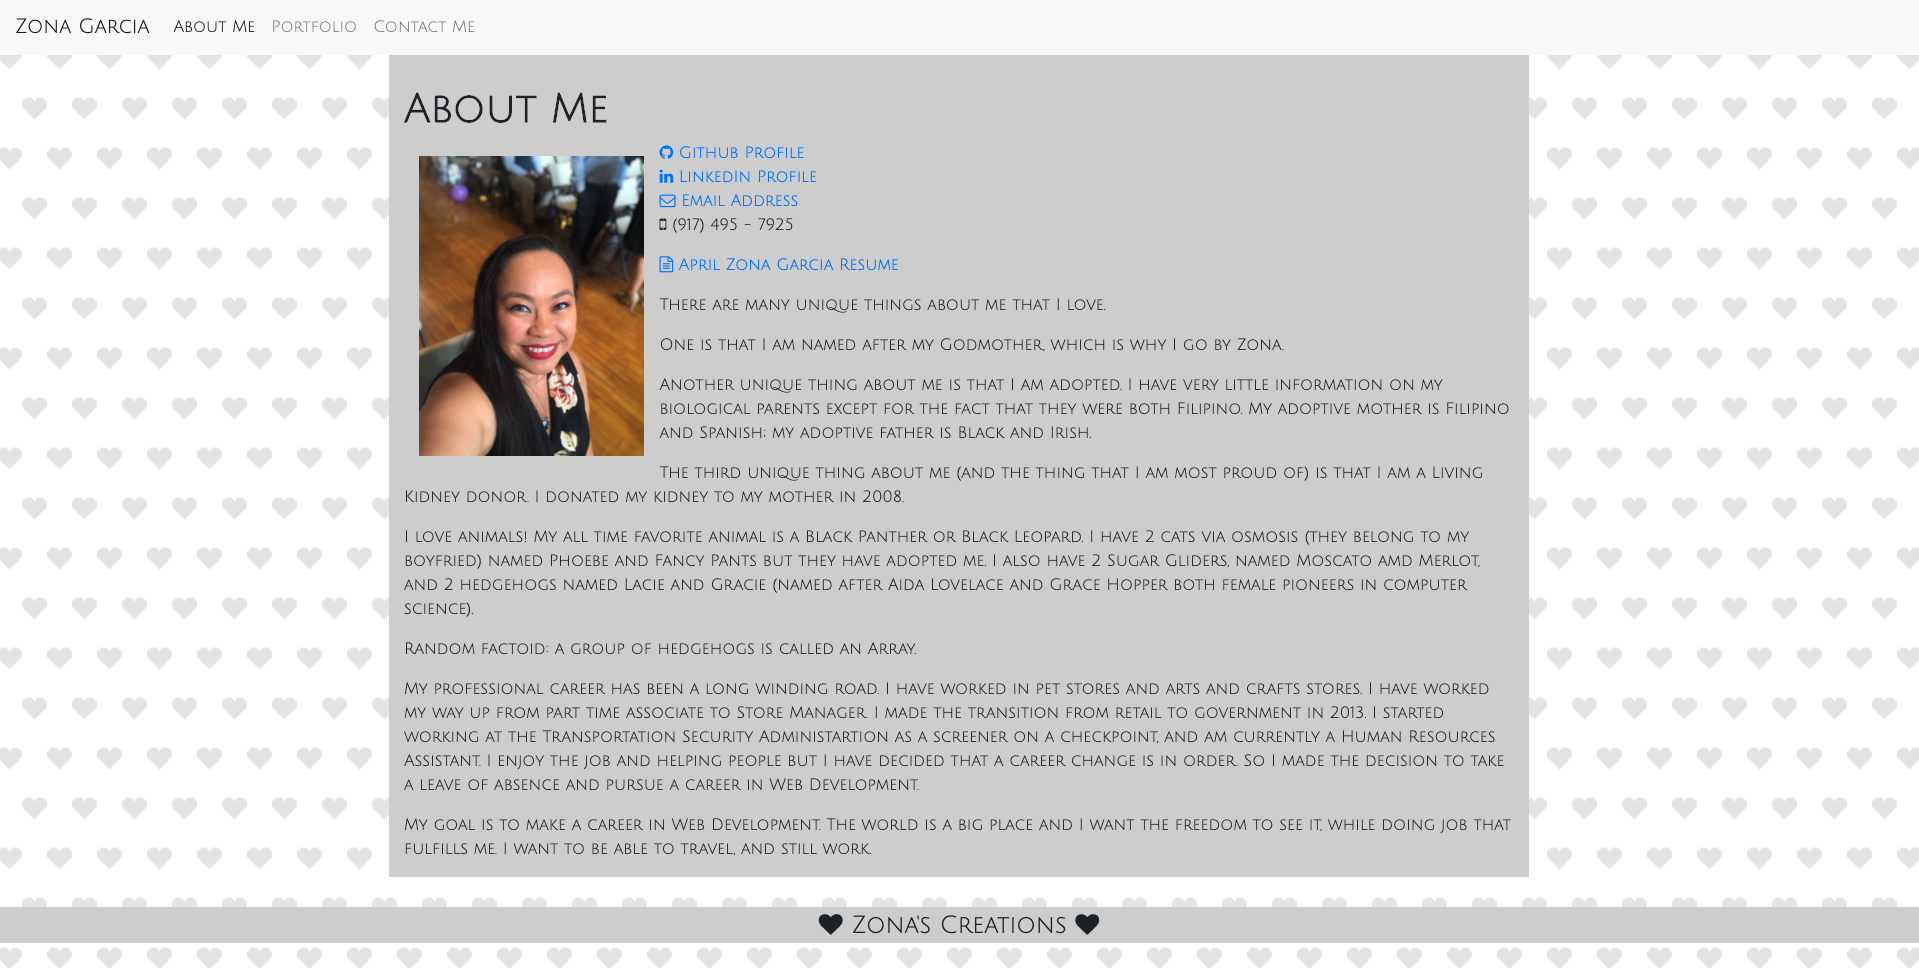 Zona Garcia About Me Portfolio Contact Me
About Me
Github Profile
LinkedIn Profile
Email Address
(917) 495 - 7925
April Zona Garcia Resume
There are many unique things about me that I love.
One is that I am named after my Godmother, which is why I go by Zona.
Another unique thing about me is that I am adopted. I have very little information on my
biological parents except for the fact that they were both Filipino. My adoptive mother is Filipino
and Spanish; my adoptive father is Black and Irish.
The third unique thing about me (and the thing that I am most proud of) is that I am a Living
Kidney donor. I donated my kidney to my mother in 2008.
I love animals! My all time favorite animal is a Black Panther or Black Leopard. I have 2 cats via osmosis (they belong to my
boyfried) named Phoebe and Fancy Pants but they have adopted me. I also have 2 Sugar Gliders, named Moscato amd Merlot,
and 2 hedgehogs named Lacie and Gracie (named after Aida Lovelace and Grace Hopper both female pioneers in computer
science).
Random factoid: a group of hedgehogs is called an Array.
My professional career has been a long winding road. I have worked in pet stores and arts and crafts stores. I have worked
my way up from part time associate to Store Manager. I made the transition from retail to government in 2013. I started
working at the Transportation Security Administartion as a screener on a checkpoint, and am currently a Human Resources
Assistant. I enjoy the job and helping people but I have decided that a career change is in order. So I made the decision to take
a leave of absence and pursue a career in Web Development.
My goal is to make a career in Web Development. The world is a big place and I want the freedom to see it, while doing job that
fulfills me. I want to be able to travel, and still work.
♥ Zona's Creations ♥